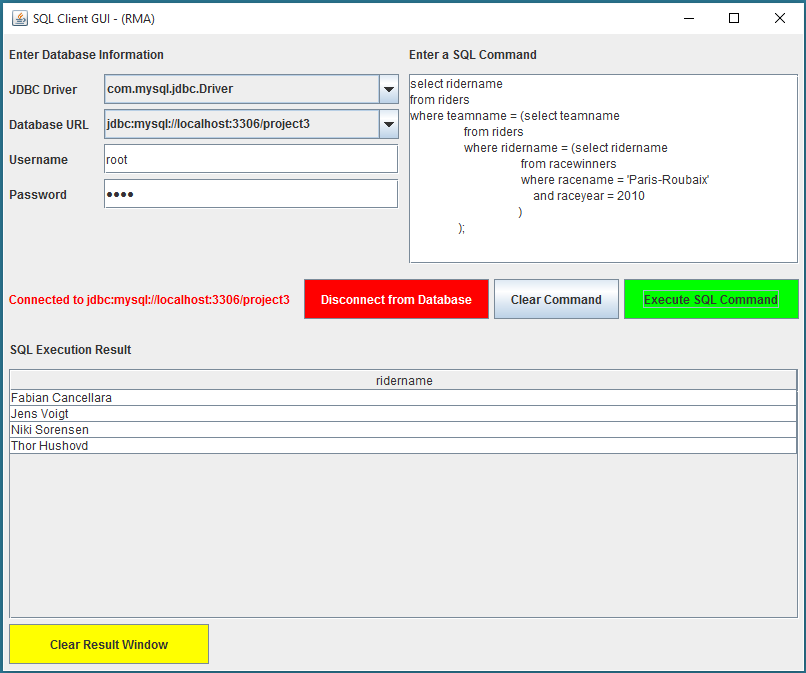 SQL Client GUI - (RMA)
Enter Database Information
JDBC Driver
com.mysql.jdbc.Driver
Database URL
jdbc:mysql://localhost:3306/project3
Username
root
Password
••••
Enter a SQL Command
select ridername
from riders
where teamname = (select teamname
from riders
where ridername = (select ridername
from racewinners
where racename = 'Paris-Roubaix'
and raceyear = 2010
)
);
Connected to jdbc:mysql://localhost:3306/project3
Disconnect from Database
Clear Command
Execute SQL Command
SQL Execution Result
ridername
Fabian Cancellara
Jens Voigt
Niki Sorensen
Thor Hushovd
Clear Result Window